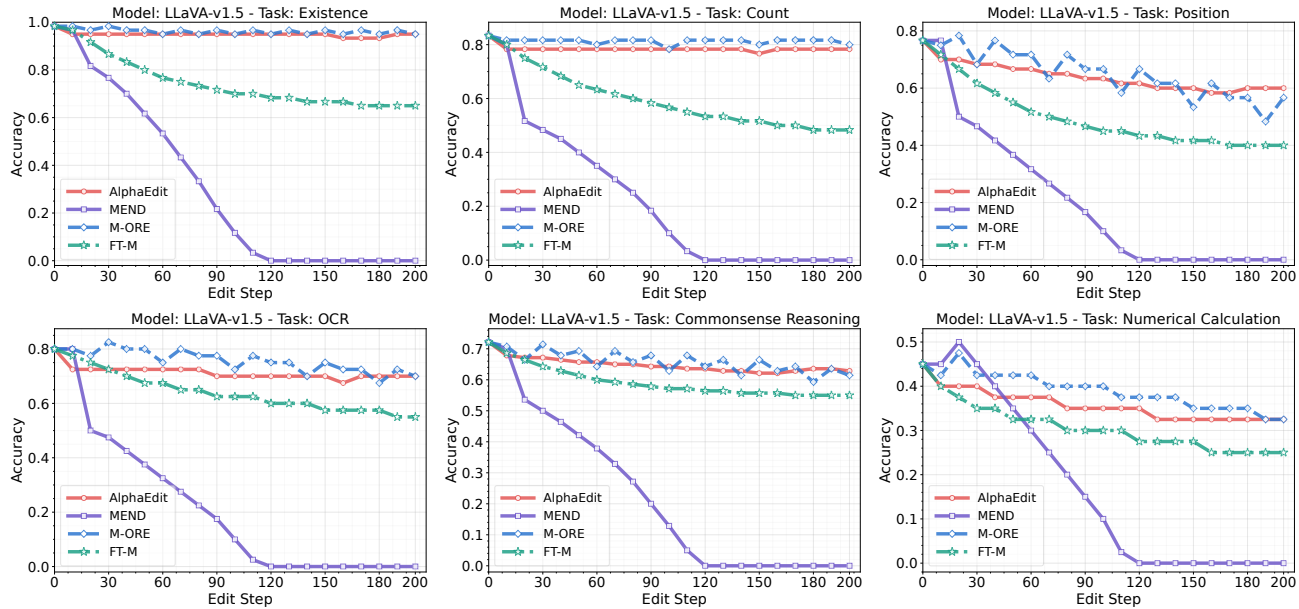 Model: LLaVA-v1.5 - Task: Existence
Accuracy
1.0
0.8
0.6
0.4
0.2
0.0
AlphaEdit
MEND
M-ORE
FT-M
0 30 60 90 120 150 180 200
Edit Step
Model: LLaVA-v1.5 - Task: Count
Accuracy
0.8
0.6
0.4
0.2
0.0
AlphaEdit
MEND
M-ORE
FT-M
0 30 60 90 120 150 180 200
Edit Step
Model: LLaVA-v1.5 - Task: Position
Accuracy
0.8
0.6
0.4
0.2
0.0
AlphaEdit
MEND
M-ORE
FT-M
0 30 60 90 120 150 180 200
Edit Step
Model: LLaVA-v1.5 - Task: OCR
Accuracy
0.8
0.6
0.4
0.2
0.0
AlphaEdit
MEND
M-ORE
FT-M
0 30 60 90 120 150 180 200
Edit Step
Model: LLaVA-v1.5 - Task: Commonsense Reasoning
Accuracy
0.7
0.6
0.5
0.4
0.3
0.2
0.1
0.0
AlphaEdit
MEND
M-ORE
FT-M
0 30 60 90 120 150 180 200
Edit Step
Model: LLaVA-v1.5 - Task: Numerical Calculation
Accuracy
0.5
0.4
0.3
0.2
0.1
0.0
AlphaEdit
MEND
M-ORE
FT-M
0 30 60 90 120 150 180 200
Edit Step